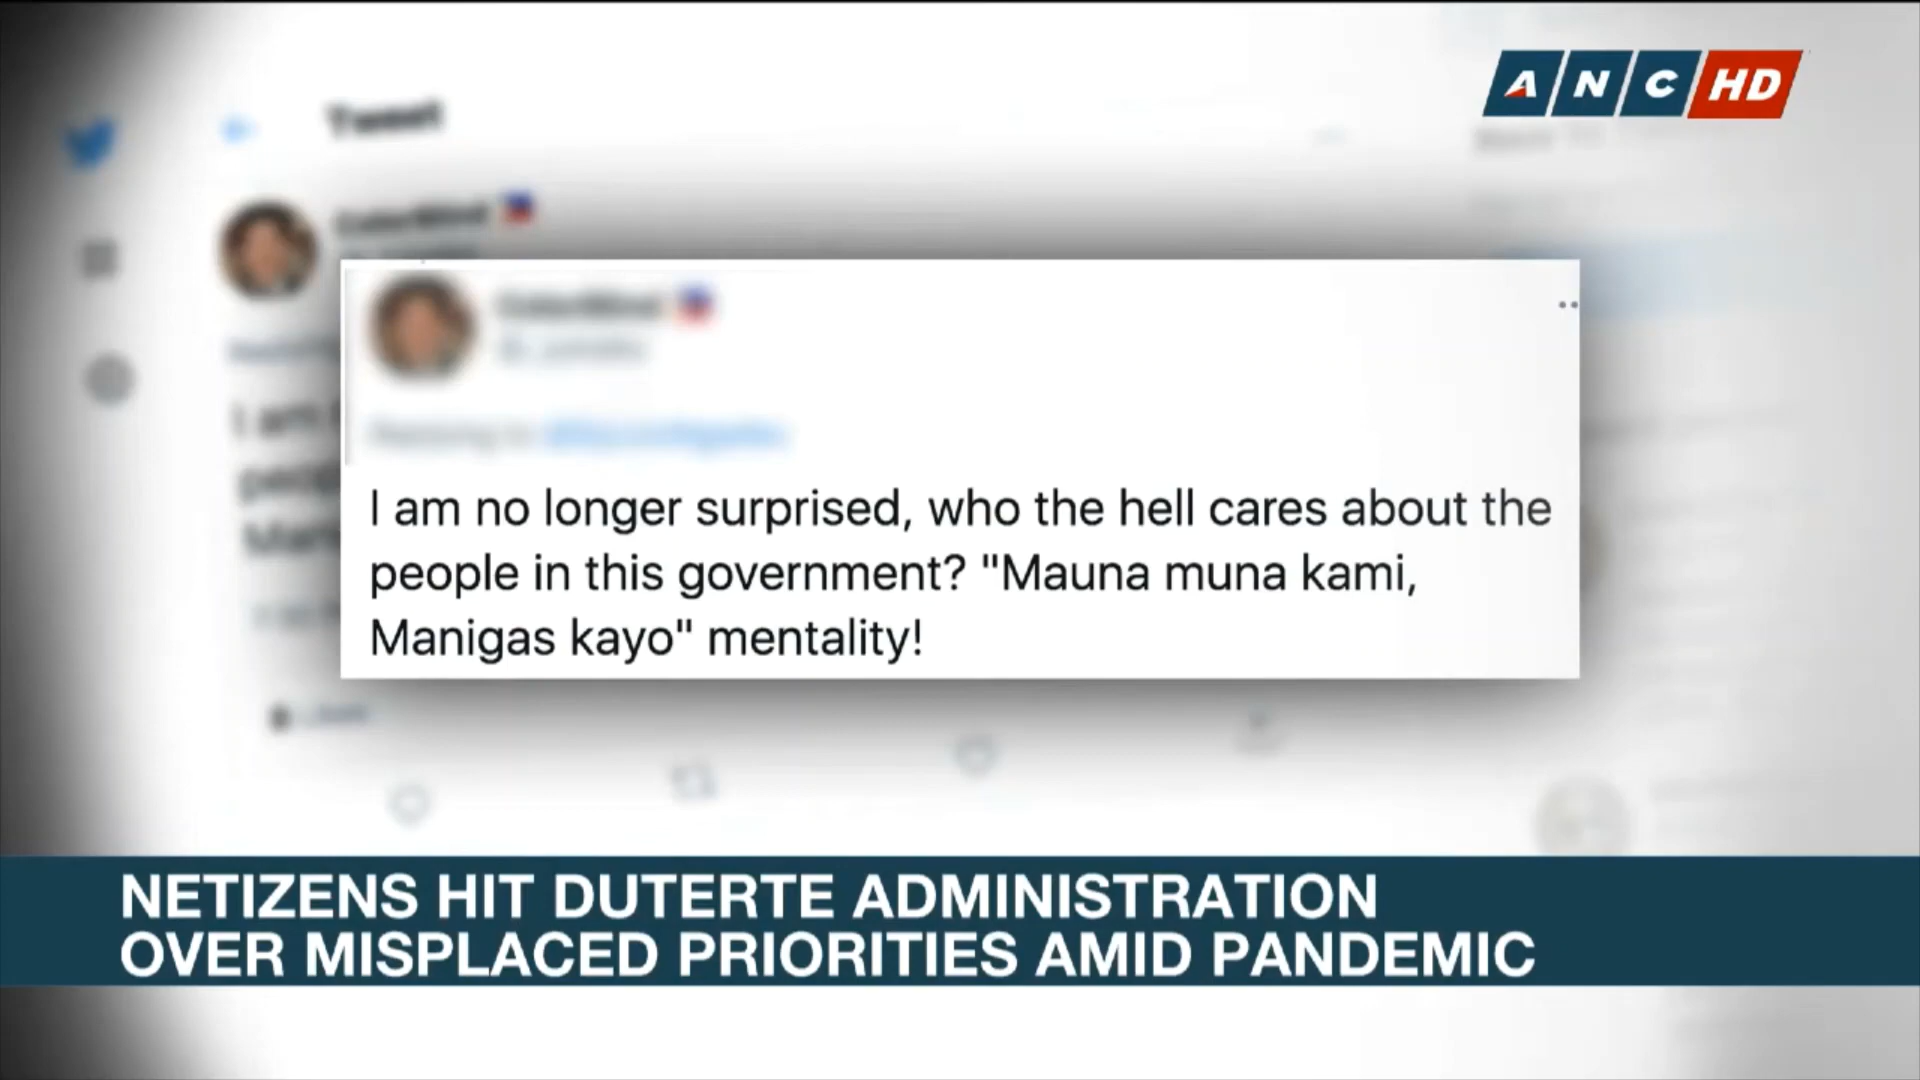 ANC HD
Tweet
I am no longer surprised, who the hell cares about the
people in this government? "Mauna muna kami,
Manigas kayo" mentality!
NETIZENS HIT DUTERTE ADMINISTRATION
OVER MISPLACED PRIORITIES AMID PANDEMIC